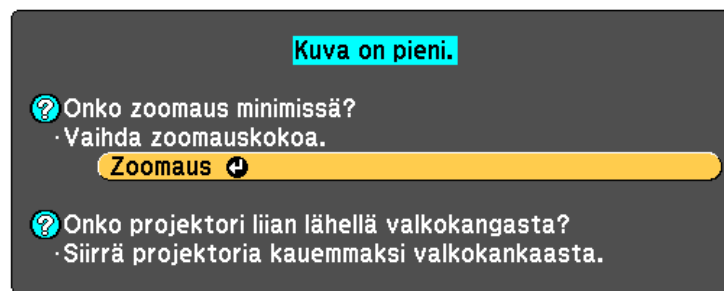 Kuva on pieni.
Onko zoomaus minimissä?
·Vaihda zoomauskokoa.
Zoomaus
Onko projektori liian lähellä valkokangasta?
·Siirrä projektoria kauemmaksi valkokankaasta.